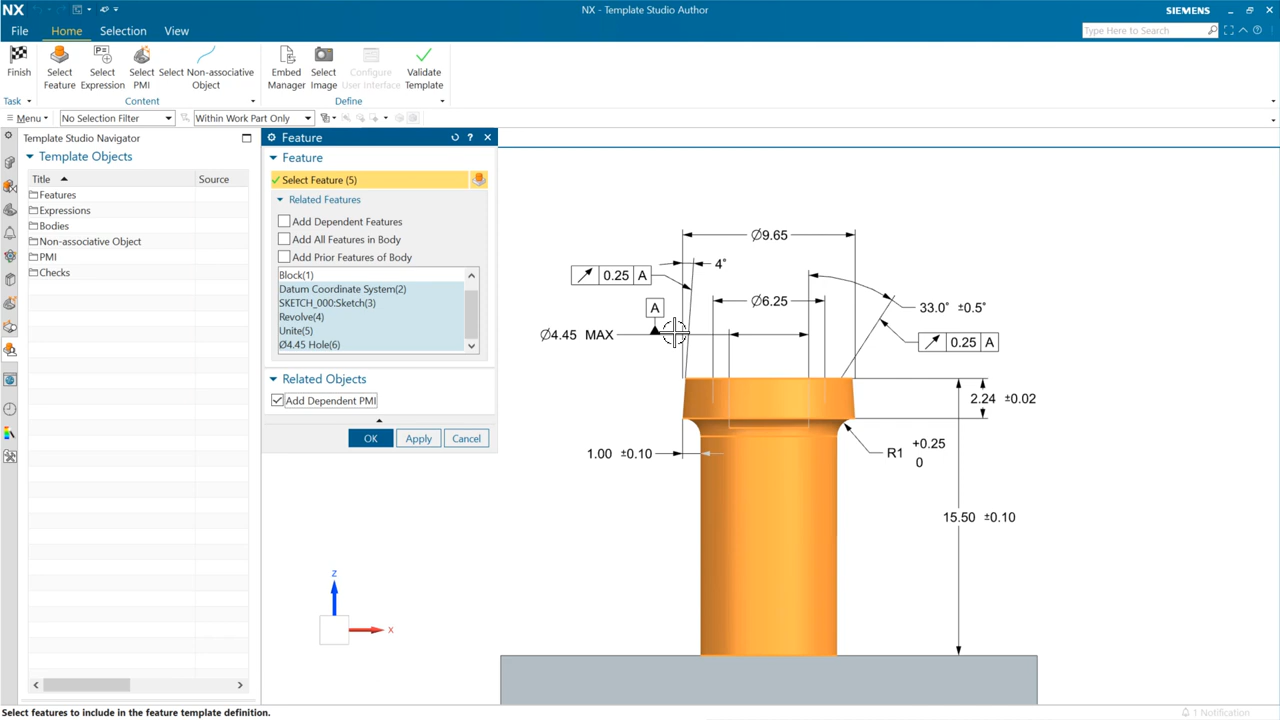 NX
NX - Template Studio Author
SIEMENS
File
Home
Selection
View
Type Here to Search
Finish
Select
Feature
Select
Expression
Select
PMI
Select Non-associative
Object
Embed
Manager
Select
Image
Configure
User Interface
Validate
Template
Task
Content
Define
Menu
No Selection Filter
Within Work Part Only
Template Studio Navigator
Template Objects
Title
Source
Features
Expressions
Bodies
Non-associative Object
PMI
Checks
Feature
Feature
Select Feature (5)
Related Features
Add Dependent Features
Add All Features in Body
Add Prior Features of Body
Block(1)
Datum Coordinate System(2)
SKETCH_000:Sketch(3)
Revolve(4)
Unite(5)
Ø4.45 Hole(6)
Related Objects
Add Dependent PMI
OK
Apply
Cancel
Ø9.65
4°
0.25 A
Ø6.25
A
33.0° ±0.5°
Ø4.45 MAX
0.25 A
2.24 ±0.02
1.00 ±0.10
R1 +0.25
0
15.50 ±0.10
Z
X
Select features to include in the feature template definition.
1 Notification